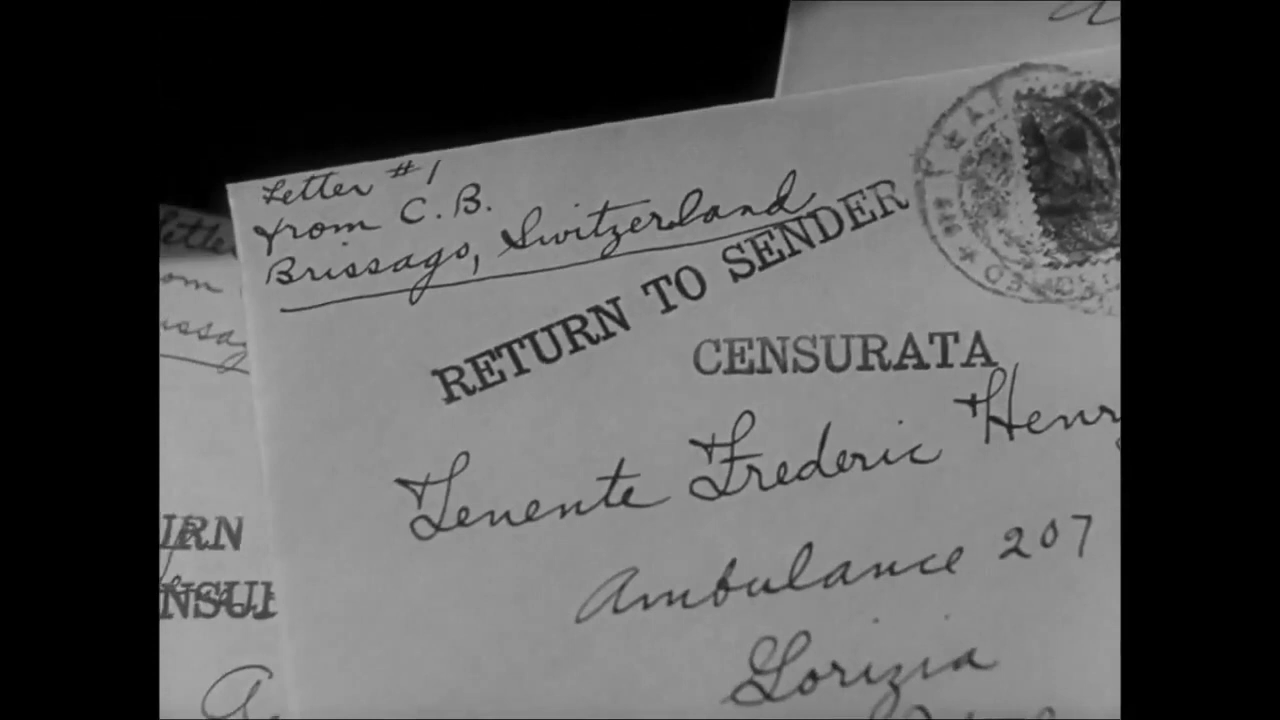 Letter #1
from C.B.
Brissago, Switzerland
RETURN TO SENDER
CENSURATA
Tenente Frederic Henry
Ambulance 207
Gorizia